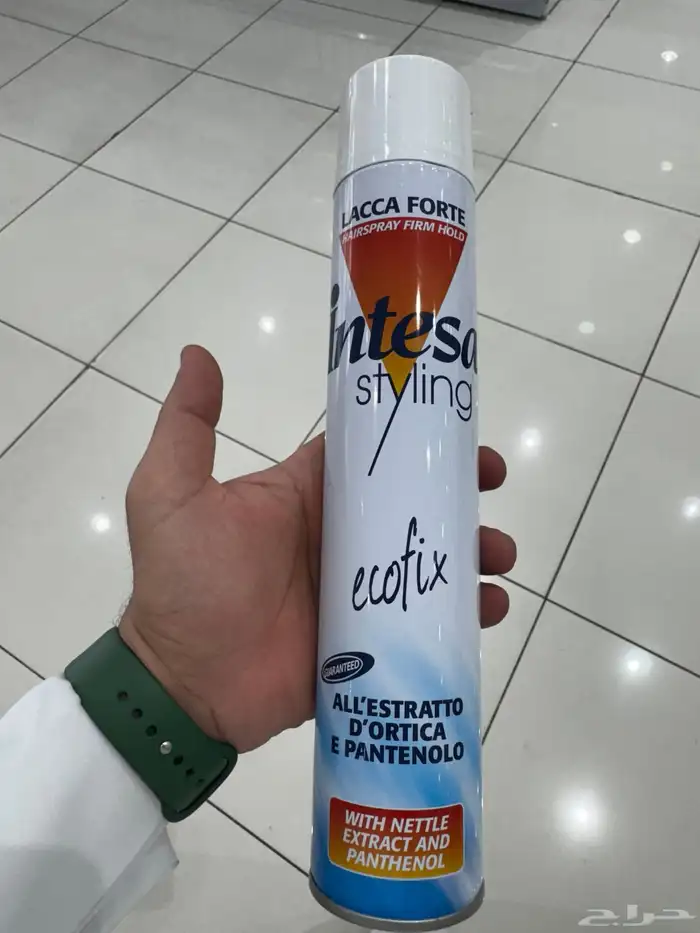 LACCA FORTE
HAIRSPRAY FIRM HOLD
intesa
styling
ecofix
GUARANTEED
ALL'ESTRATTO
D'ORTICA
E PANTENOLO
WITH NETTLE
EXTRACT AND
PANTHENOL
حراج